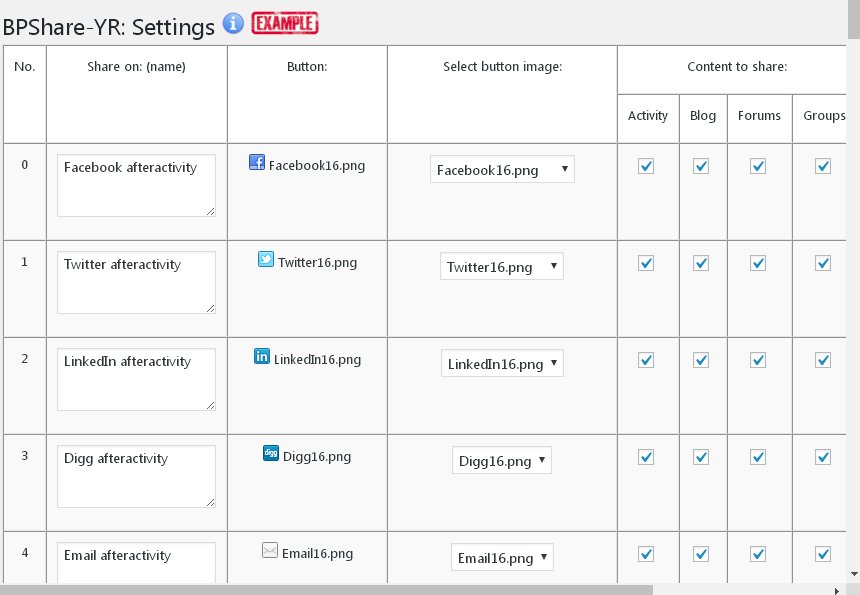 BPShare-YR: Settings i EXAMPLE
No. Share on: (name) Button: Select button image: Content to share:
Activity Blog Forums Groups
0 Facebook afteractivity f Facebook16.png Facebook16.png
1 Twitter afteractivity Twitter16.png Twitter16.png
2 LinkedIn afteractivity in LinkedIn16.png LinkedIn16.png
3 Digg afteractivity digg Digg16.png Digg16.png
4 Email afteractivity Email16.png Email16.png